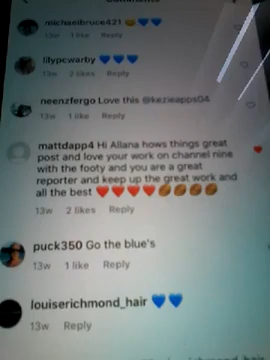 Comments
michaelbruce421 😄💙💙
13w 1 like Reply
lilypcwarby 💙💙💙
13w 2 likes Reply
neenzfergo Love this @kezieapps04
13w 1 like Reply
mattdapp4 Hi Allana hows things great
post and love your work on channel nine
with the footy and you are a great
reporter and keep up the great work and
all the best ❤️❤️❤️❤️🏉🏉🏉🏉
13w 2 likes Reply
puck350 Go the blue's
13w 1 like Reply
louiserichmond_hair 💙💙
13w Reply